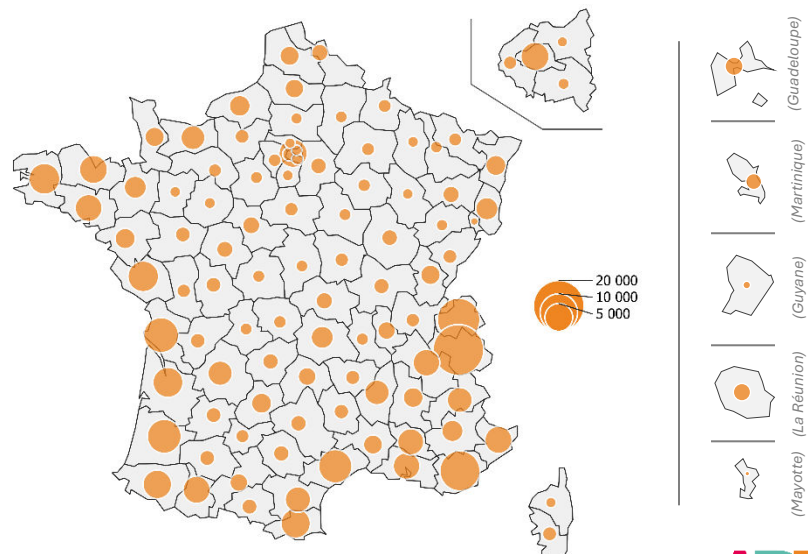 20 000
10 000
5 000
(Guadeloupe)
(Martinique)
(Guyane)
(La Réunion)
(Mayotte)